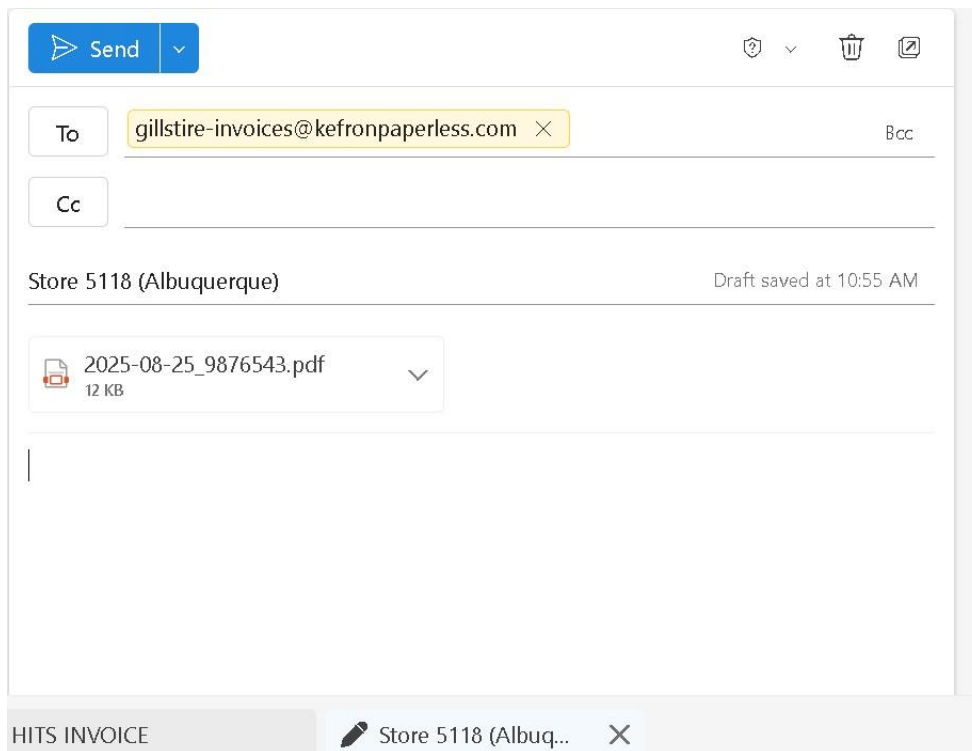 Send
To
gillstire-invoices@kefronpaperless.com
Bcc
Cc
Store 5118 (Albuquerque)
Draft saved at 10:55 AM
2025-08-25_9876543.pdf
12 KB
HITS INVOICE
Store 5118 (Albuq...